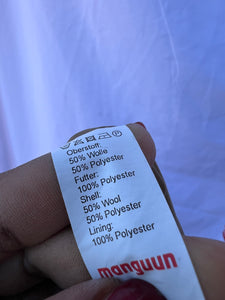 Oberstoff:
50% Wolle
50% Polyester
Futter:
100% Polyester
Shell:
50% Wool
50% Polyester
Lining:
100% Polyester
manguun